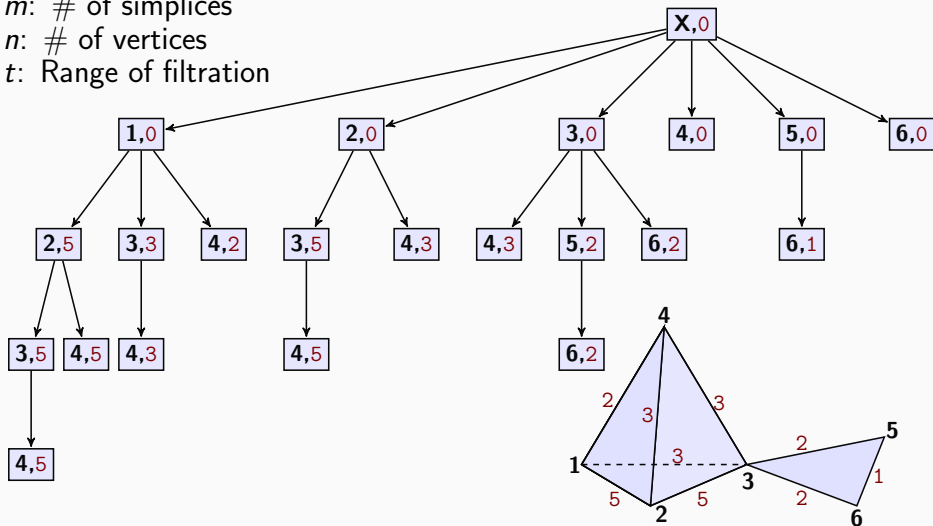 m: # of simplices
n: # of vertices
t: Range of filtration
X,0
1,0 2,0 3,0 4,0 5,0 6,0
2,5 3,3 4,2 3,5 4,3 4,3 5,2 6,2 6,1
3,5 4,5 4,3 4,5 6,2
4,5
4
2 3 3
3 2 5
1 3 1
5 5 2
2 6